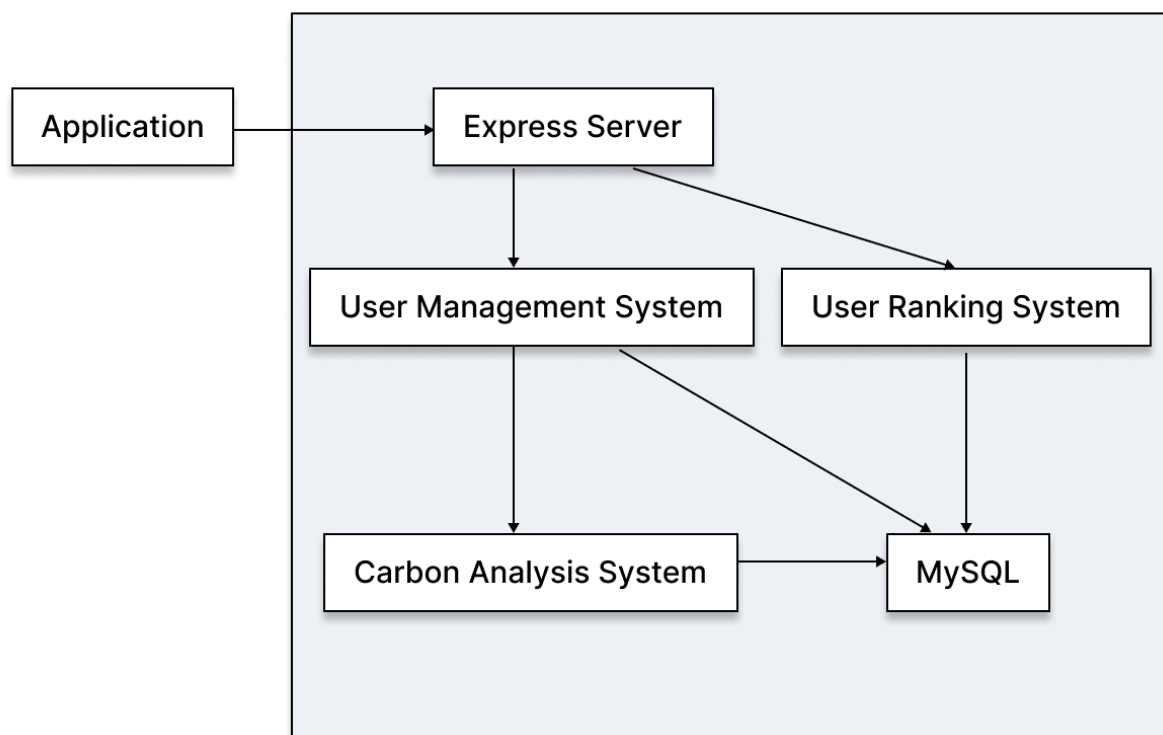 Application
Express Server
User Management System
User Ranking System
Carbon Analysis System
MySQL